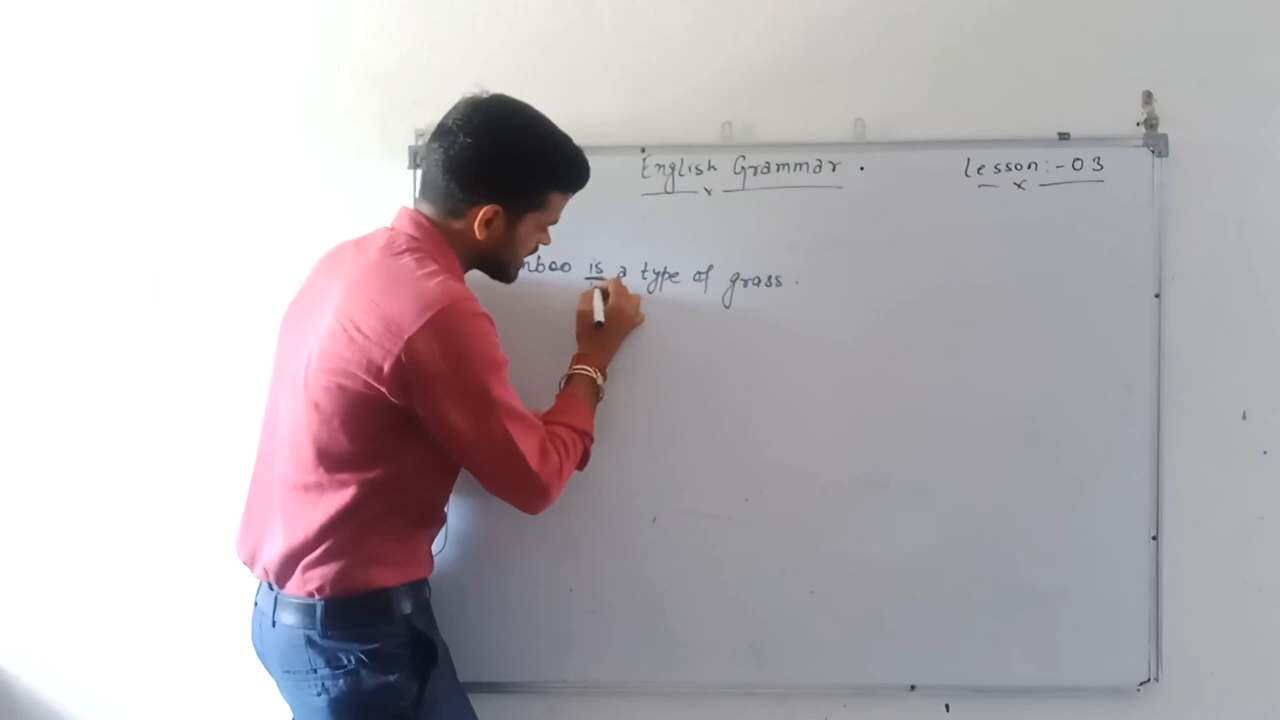 English Grammar .
Lesson:-03
is a type of grass .